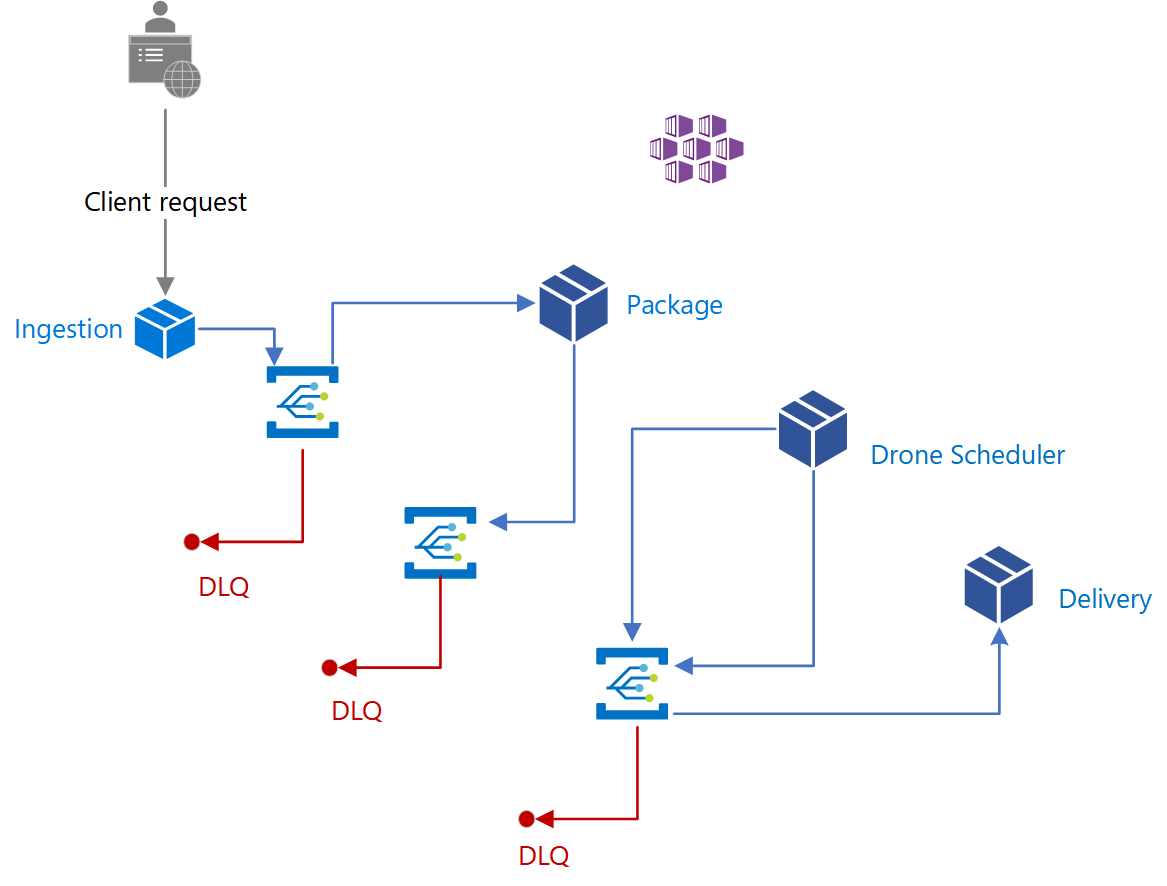 Client request
Ingestion
Package
Drone Scheduler
DLQ
Delivery
DLQ
DLQ